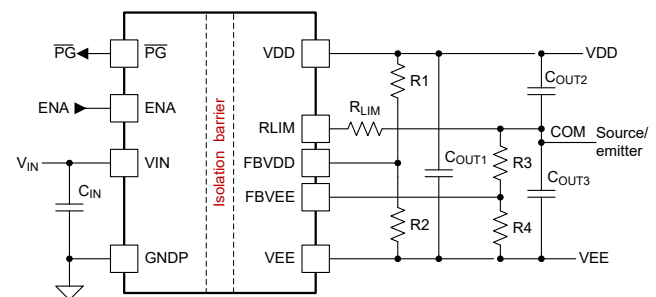 PG PG VDD VDD
R1 COUT2
ENA ENA
RLIM RLIM COM Source/
emitter
VIN VIN FBVDD COUT1 R3
CIN Isolation barrier FBVEE COUT3
R2 R4
GNDP VEE VEE